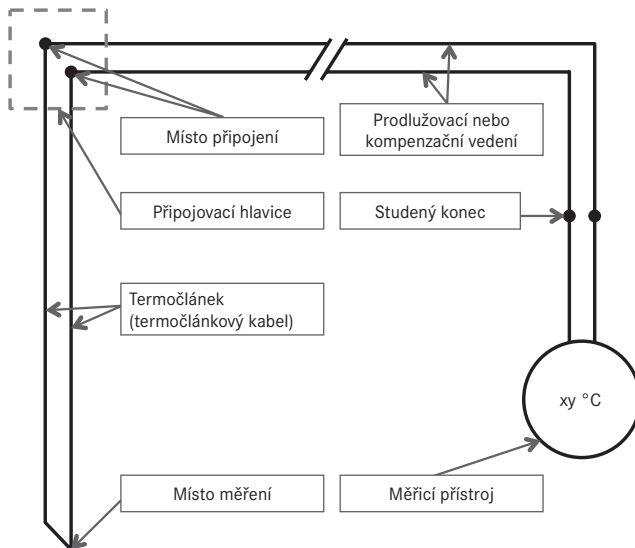 Místo připojení
Prodlužovací nebo
kompenzační vedení
Připojovací hlavice
Studený konec
Termočlánek
(termočlánkový kabel)
xy °C
Místo měření
Měřicí přístroj